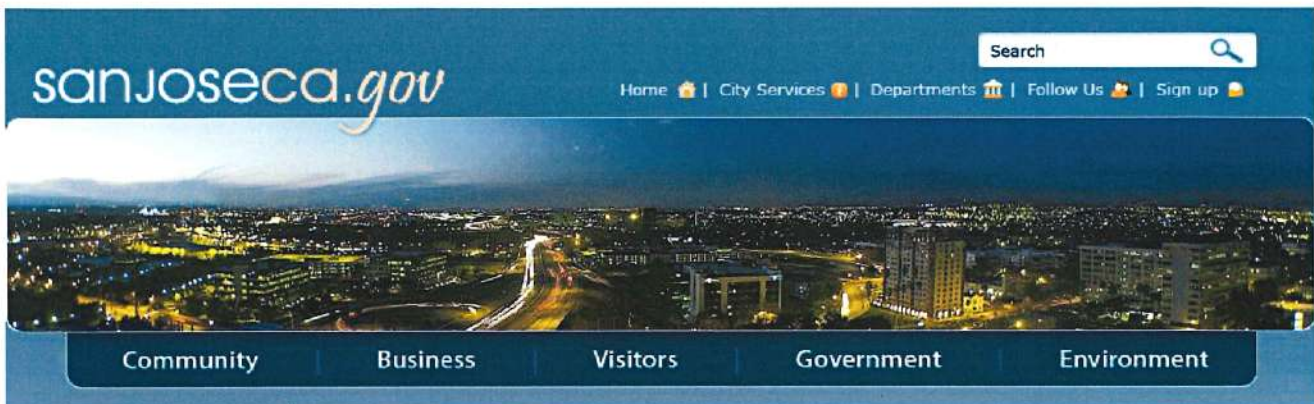 Search
sanjoseca.gov
Home | City Services | Departments | Follow Us | Sign up
Community Business Visitors Government Environment